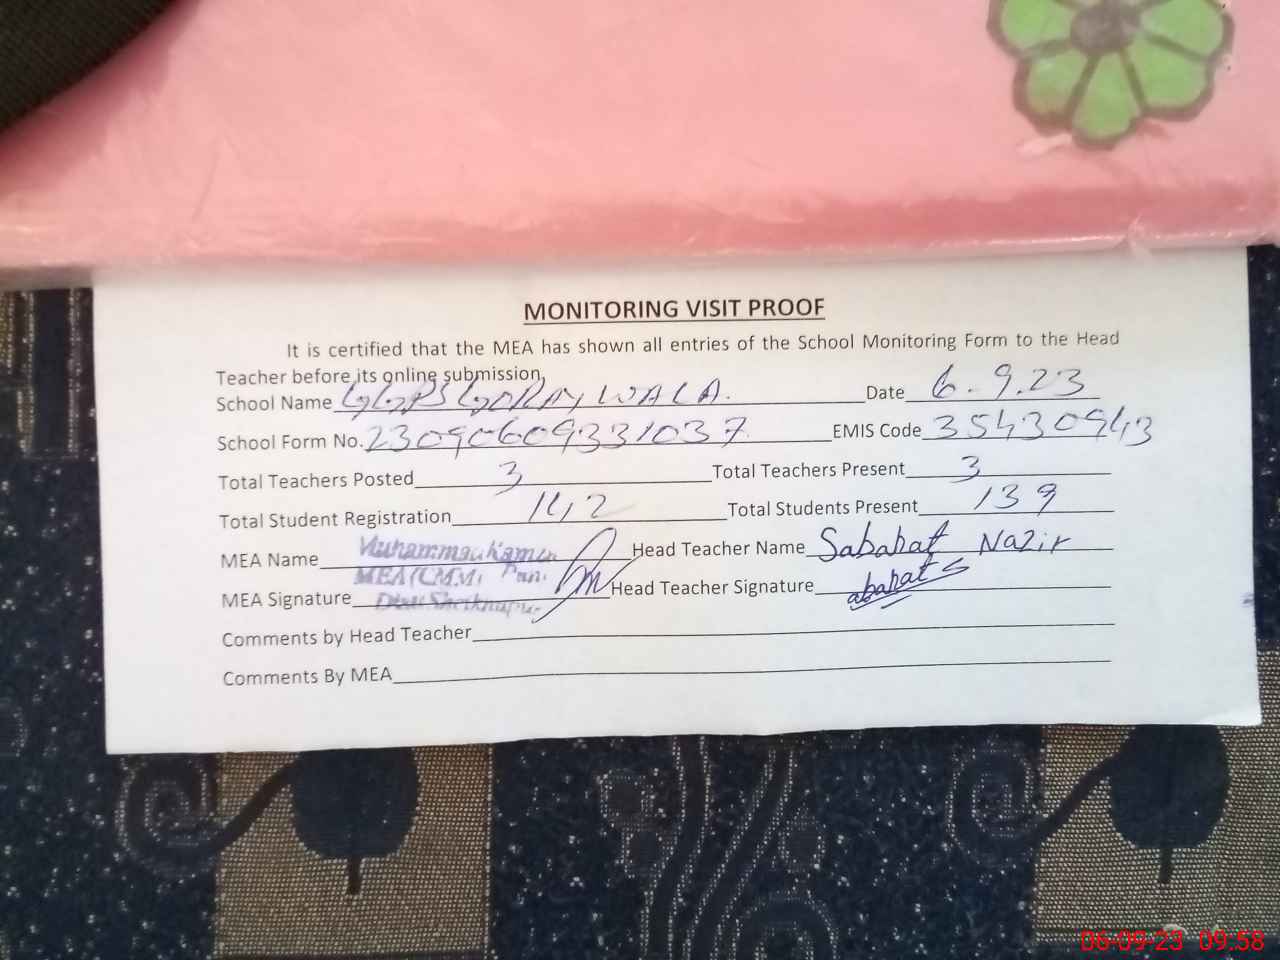 MONITORING VISIT PROOF
It is certified that the MEA has shown all entries of the School Monitoring Form to the Head
Teacher before its online submission.
School Name GGPS GORAY WALA. Date 6.9.23
School Form No. 23090609331037 EMIS Code 35430943
Total Teachers Posted 3 Total Teachers Present 3
Total Student Registration 142 Total Students Present 139
MEA Name Muhammad Head Teacher Name Sabahat Nazir
MEA Signature Head Teacher Signature
Comments by Head Teacher
Comments By MEA
06-09-23 09:58